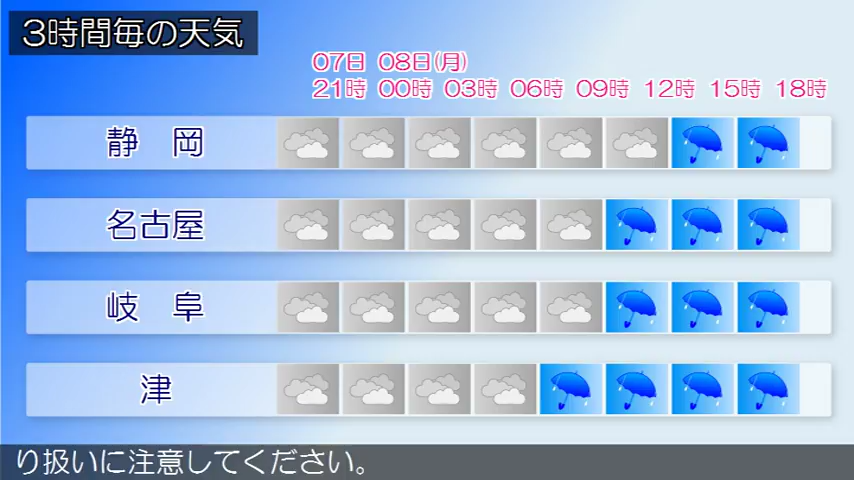 3時間毎の天気
07日 08日(月)
21時 00時 03時 06時 09時 12時 15時 18時
静 岡
名古屋
岐 阜
津
り扱いに注意してください。